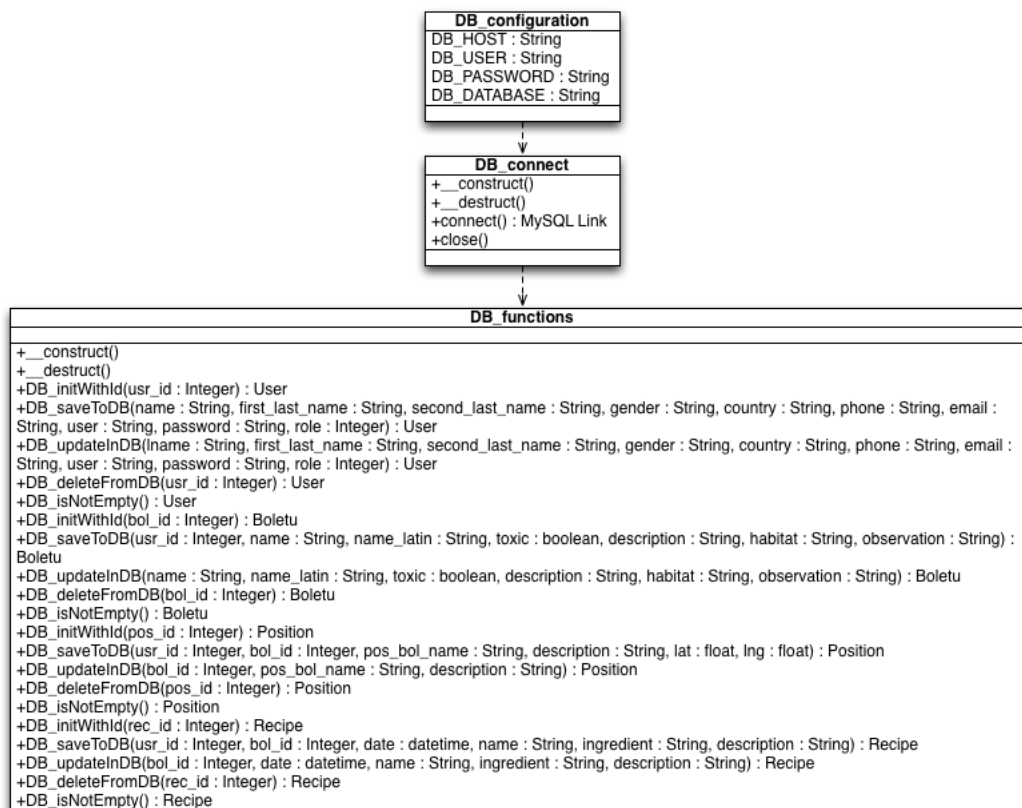 DB_configuration
DB_HOST : String
DB_USER : String
DB_PASSWORD : String
DB_DATABASE : String
DB_connect
+__construct()
+__destruct()
+connect() : MySQL Link
+close()
DB_functions
+__construct()
+__destruct()
+DB_initWithId(usr_id : Integer) : User
+DB_saveToDB(name : String, first_last_name : String, second_last_name : String, gender : String, country : String, phone : String, email :
String, user : String, password : String, role : Integer) : User
+DB_updateInDB(lname : String, first_last_name : String, second_last_name : String, gender : String, country : String, phone : String, email :
String, user : String, password : String, role : Integer) : User
+DB_deleteFromDB(usr_id : Integer) : User
+DB_isNotEmpty() : User
+DB_initWithId(bol_id : Integer) : Boletu
+DB_saveToDB(usr_id : Integer, name : String, name_latin : String, toxic : boolean, description : String, habitat : String, observation : String) :
Boletu
+DB_updateInDB(name : String, name_latin : String, toxic : boolean, description : String, habitat : String, observation : String) : Boletu
+DB_deleteFromDB(bol_id : Integer) : Boletu
+DB_isNotEmpty() : Boletu
+DB_initWithId(pos_id : Integer) : Position
+DB_saveToDB(usr_id : Integer, bol_id : Integer, pos_bol_name : String, description : String, lat : float, lng : float) : Position
+DB_updateInDB(bol_id : Integer, pos_bol_name : String, description : String) : Position
+DB_deleteFromDB(pos_id : Integer) : Position
+DB_isNotEmpty() : Position
+DB_initWithId(rec_id : Integer) : Recipe
+DB_saveToDB(usr_id : Integer, bol_id : Integer, date : datetime, name : String, ingredient : String, description : String) : Recipe
+DB_updateInDB(bol_id : Integer, date : datetime, name : String, ingredient : String, description : String) : Recipe
+DB_deleteFromDB(rec_id : Integer) : Recipe
+DB_isNotEmpty() : Recipe